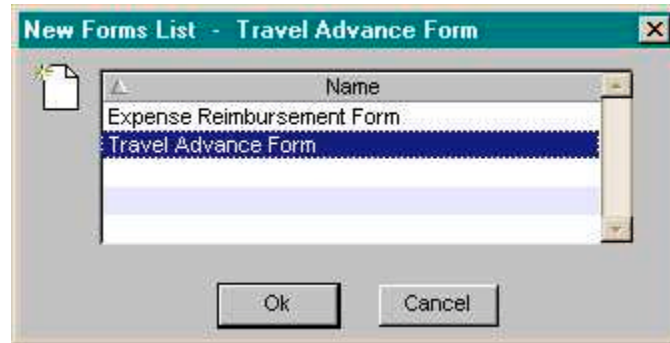 New Forms List - Travel Advance Form
Name
Expense Reimbursement Form
Travel Advance Form
Ok Cancel